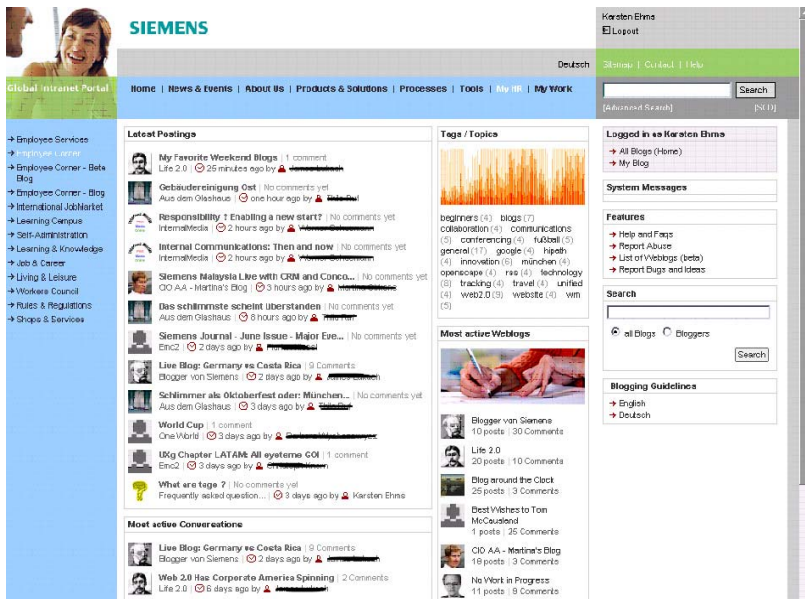 SIEMENS
Karsten Ehms
Logout
Deutsch
Sitemap | Contact | Help
Global Intranet Portal
Home | News & Events | About Us | Products & Solutions | Processes | Tools | My HR | My Work
Search
[Advanced Search] [SCD]
Employee Services
Employee Corner
Employee Corner - Beta
Blog
Employee Corner - Blog
International JobMarket
Learning Campus
Self-Administration
Learning & Knowledge
Job & Career
Living & Leisure
Workers Council
Rules & Regulations
Shops & Services
Latest Postings
My Favorite Weekend Blogs | 1 comment
Life 2.0 | 25 minutes ago by
Gebäudereinigung Ost | No comments yet
Aus dem Glashaus | one hour ago by
Responsibility ? Enabling a new start? | No comments yet
InternalMedia | 2 hours ago by
Internal Communications: Then and now | No comments yet
InternalMedia | 2 hours ago by
Siemens Malaysia Live with CRM and Conco... | No comments yet
CIO AA - Martina's Blog | 3 hours ago by
Das schlimmste scheint überstanden | No comments yet
Aus dem Glashaus | 8 hours ago by
Siemens Journal - June Issue - Major Eve... | No comments yet
Emc2 | 2 days ago by
Live Blog: Germany vs Costa Rica | 9 Comments
Blogger von Siemens | 2 days ago by
Schlimmer als Oktoberfest oder: München... | No comments yet
Aus dem Glashaus | 3 days ago by
World Cup | 1 comment
One World | 3 days ago by
UXg Chapter LATAM: All systems GO! | 1 comment
Emc2 | 3 days ago by
What are tags ? | No comments yet
Frequently asked question... | 3 days ago by Karsten Ehms
Most active Conversations
Live Blog: Germany vs Costa Rica | 9 Comments
Blogger von Siemens | 2 days ago by
Web 2.0 Has Corporate America Spinning | 2 Comments
Life 2.0 | 6 days ago by
Tags / Topics
beginners (4) blogs (7)
collaboration (4) communications
(5) conferencing (4) fußball (5)
general (17) google (4) hipath
(4) innovation (6) münchen (4)
openscape (4) rss (4) technology
(8) tracking (4) travel (4) unified
(4) web2.0 (9) website (4) wm
(5)
Most active Weblogs
Blogger von Siemens
10 posts | 30 Comments
Life 2.0
20 posts | 10 Comments
Blog around the Clock
25 posts | 3 Comments
Best Wishes to Tom
McCausland
1 posts | 25 Comments
CIO AA - Martina's Blog
19 posts | 3 Comments
No Work in Progress
11 posts | 9 Comments
Logged in as Karsten Ehms
All Blogs (Home)
My Blog
System Messages
Features
Help and Faqs
Report Abuse
List of Weblogs (beta)
Report Bugs and Ideas
Search
all Blogs Bloggers
Search
Blogging Guidelines
English
Deutsch